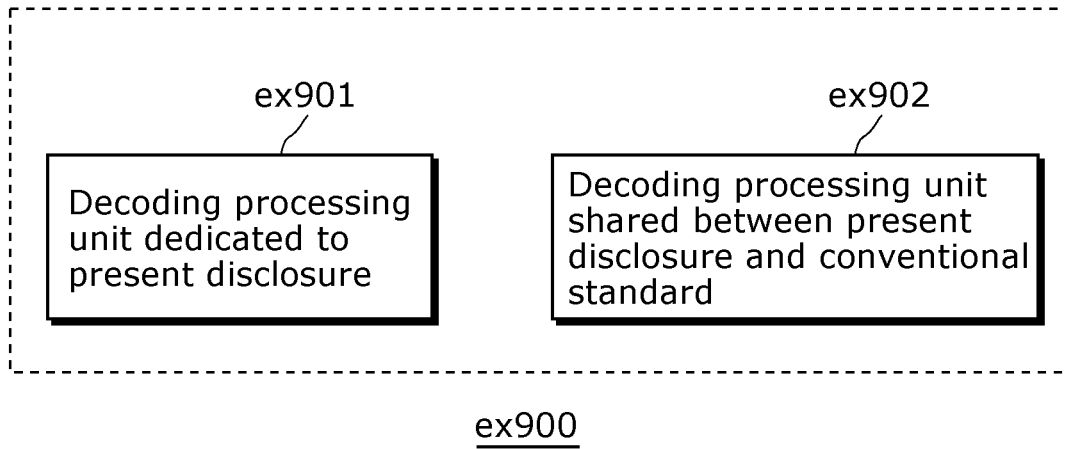 ex901
Decoding processing
unit dedicated to
present disclosure
ex902
Decoding processing unit
shared between present
disclosure and conventional
standard
ex900